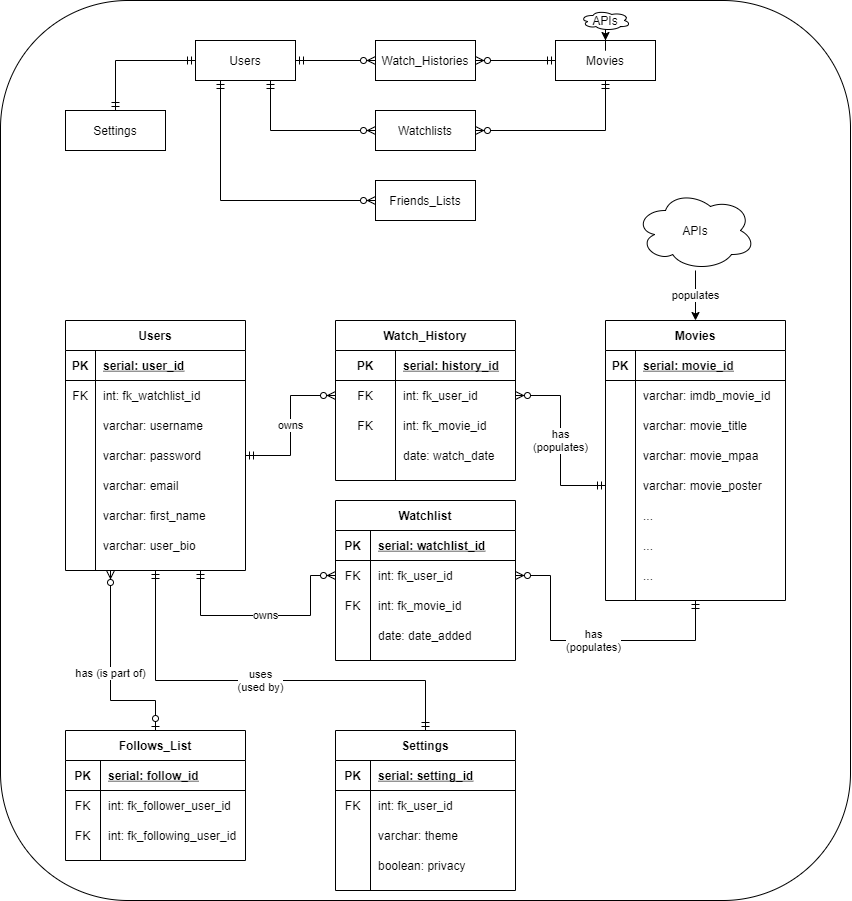 APIs
Users
Watch_Histories
Movies
Settings
Watchlists
Friends_Lists
APIs
populates
Users
PK serial: user_id
FK int: fk_watchlist_id
varchar: username
varchar: password
varchar: email
varchar: first_name
varchar: user_bio
owns
Watch_History
PK serial: history_id
FK int: fk_user_id
FK int: fk_movie_id
date: watch_date
has
(populates)
Movies
PK serial: movie_id
varchar: imdb_movie_id
varchar: movie_title
varchar: movie_mpaa
varchar: movie_poster
...
...
...
owns
Watchlist
PK serial: watchlist_id
FK int: fk_user_id
FK int: fk_movie_id
date: date_added
has
(populates)
has (is part of)
uses
(used by)
Follows_List
PK serial: follow_id
FK int: fk_follower_user_id
FK int: fk_following_user_id
Settings
PK serial: setting_id
FK int: fk_user_id
varchar: theme
boolean: privacy